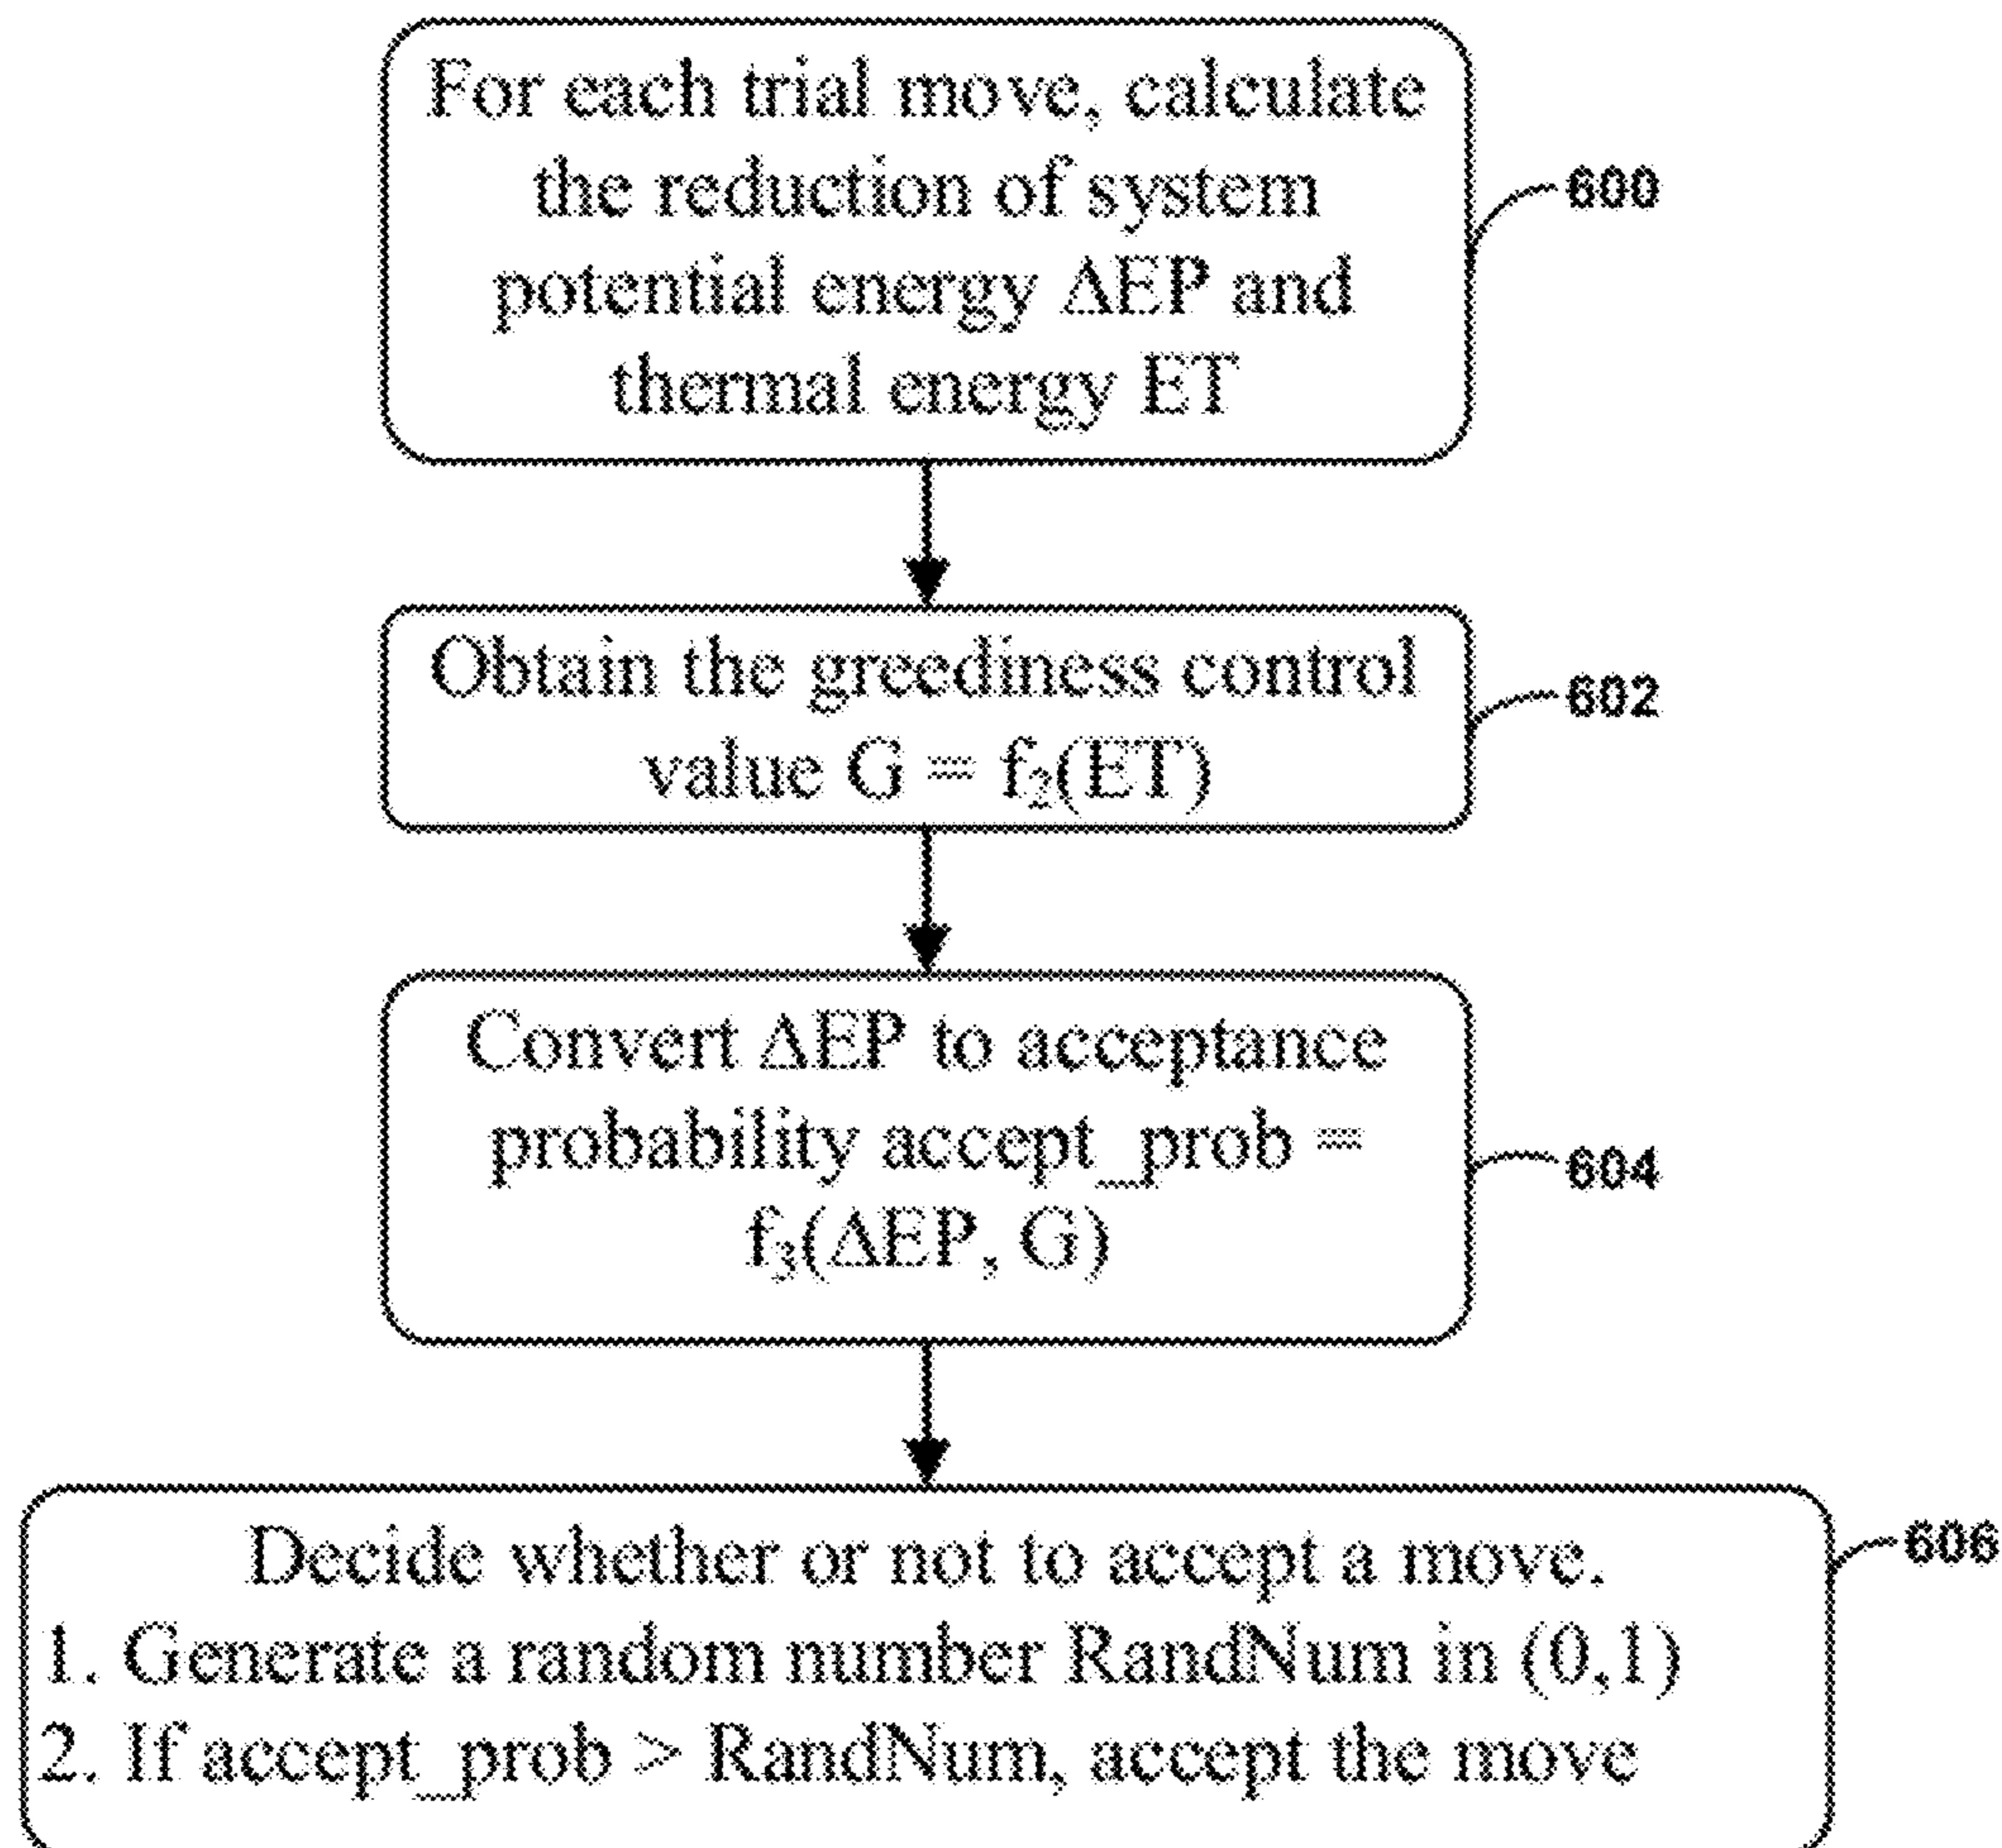 For each trial move, calculate
the reduction of system
potential energy ΔEP and
thermal energy ET
600
Obtain the greediness control
value G = f₂(ET)
602
Convert ΔEP to acceptance
probability accept_prob =
f₃(ΔEP, G)
604
Decide whether or not to accept a move.
1. Generate a random number RandNum in (0,1)
2. If accept_prob > RandNum, accept the move
606